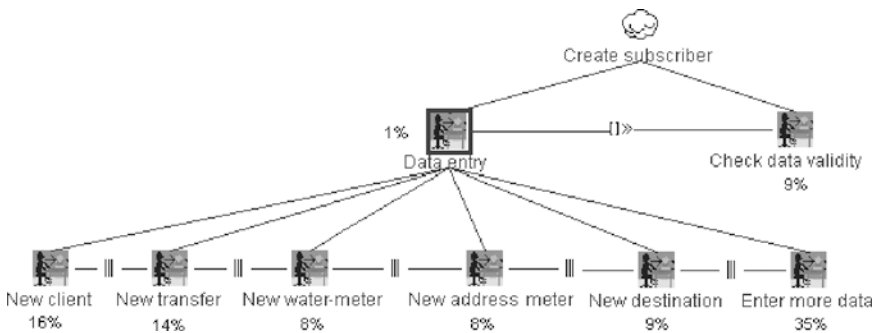 Create subscriber
1%
[]»
Data entry
Check data validity
9%
||| ||| ||| ||| |||
New client New transfer New water-meter New address meter New destination Enter more data
16% 14% 8% 8% 9% 35%